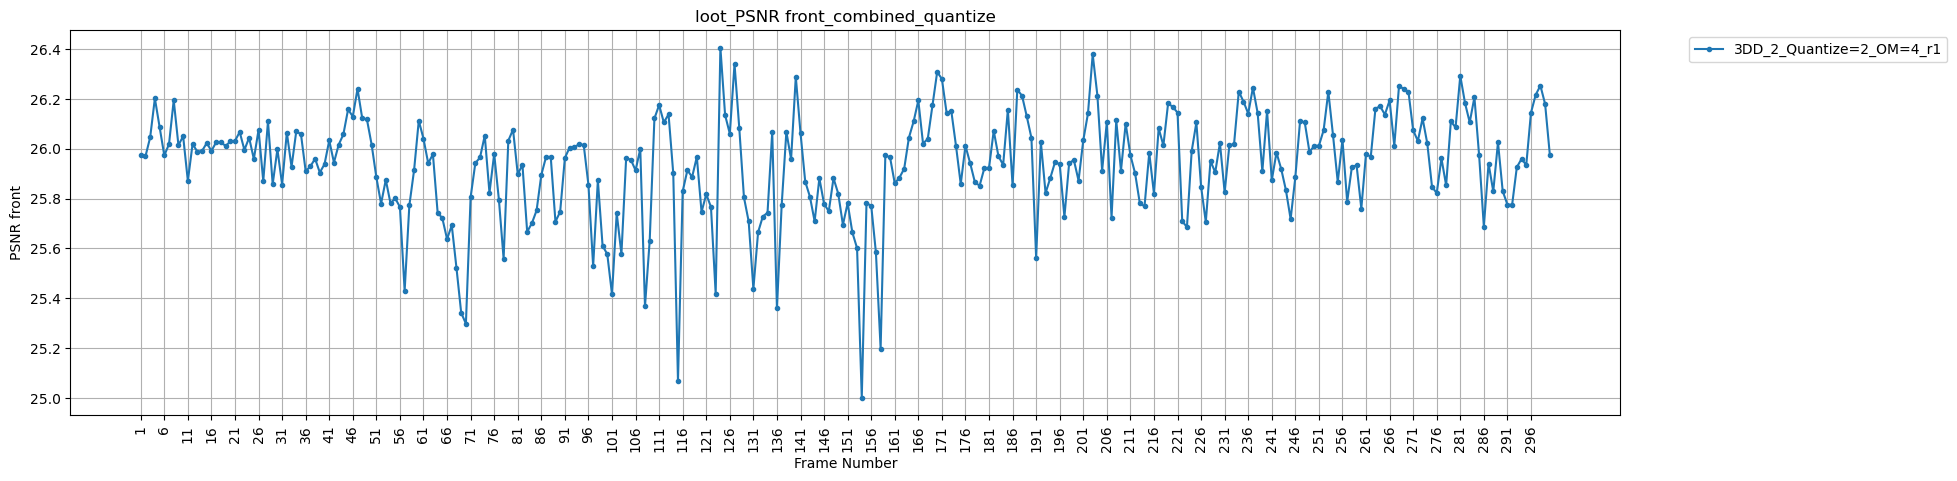 loot_PSNR front_combined_quantize
3DD_2_Quantize=2_OM=4_r1
PSNR front
26.4
26.2
26.0
25.8
25.6
25.4
25.2
25.0
1 6 11 16 21 26 31 36 41 46 51 56 61 66 71 76 81 86 91 96 101 106 111 116 121 126 131 136 141 146 151 156 161 166 171 176 181 186 191 196 201 206 211 216 221 226 231 236 241 246 251 256 261 266 271 276 281 286 291 296
Frame Number